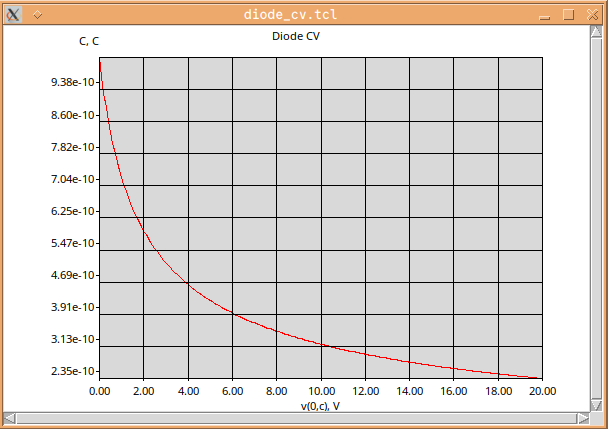 diode_cv.tcl
C, C
Diode CV
9.38e-10
8.60e-10
7.82e-10
7.04e-10
6.25e-10
5.47e-10
4.69e-10
3.91e-10
3.13e-10
2.35e-10
0.00 2.00 4.00 6.00 8.00 10.00 12.00 14.00 16.00 18.00 20.00
v(0,c), V